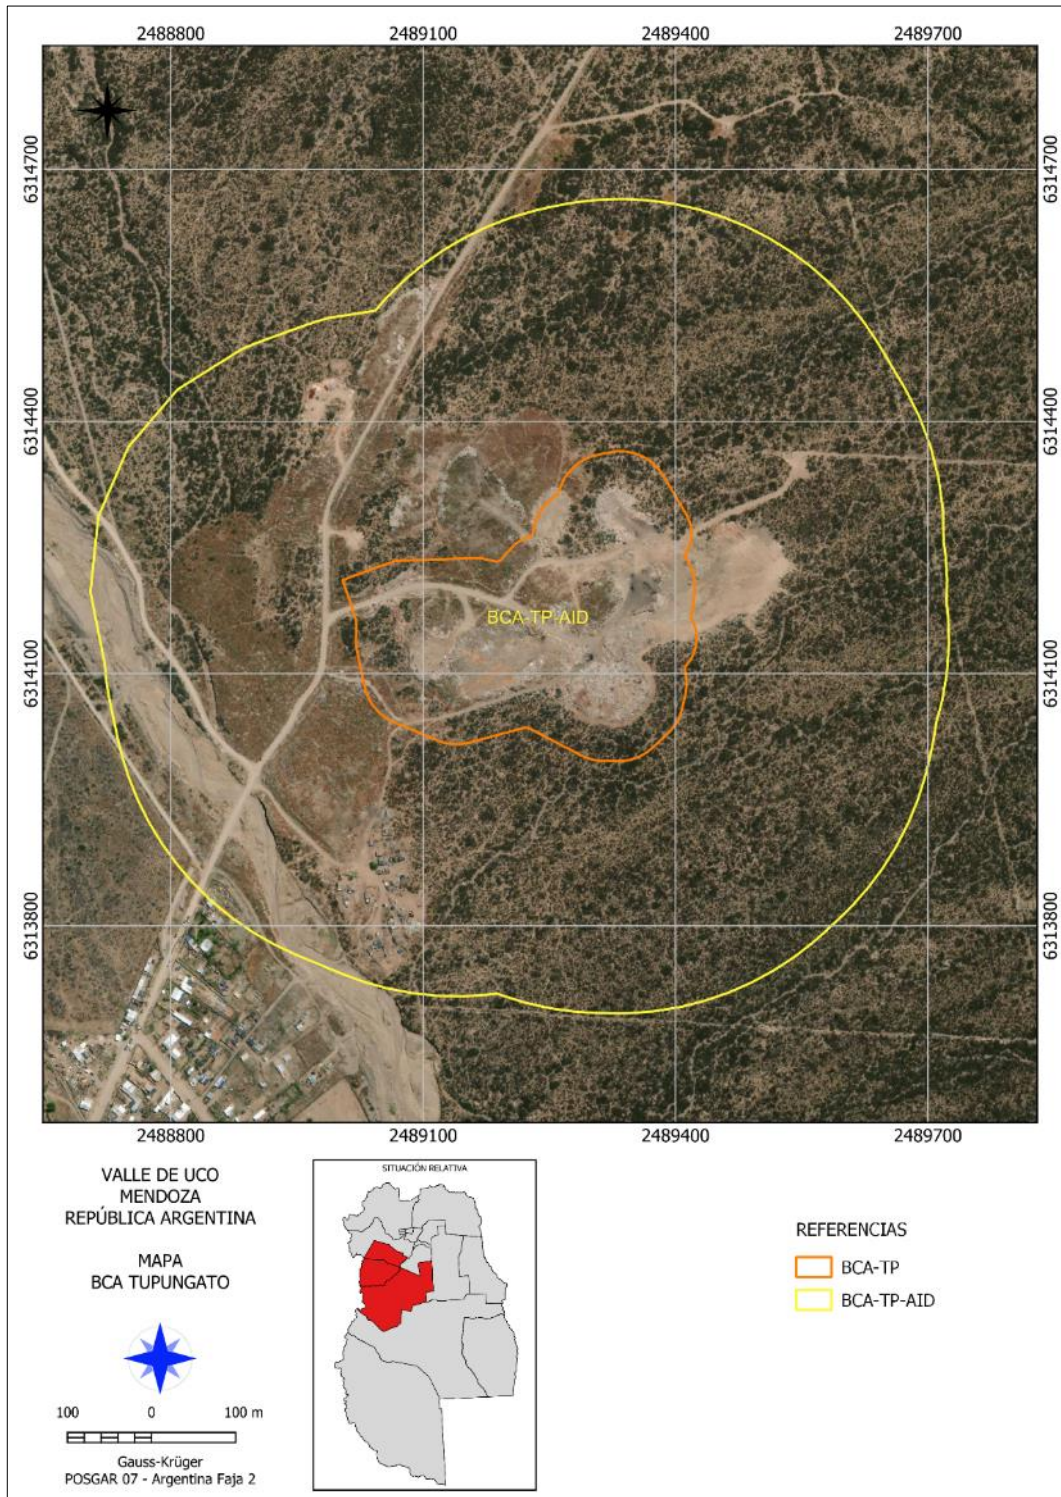 2488800 2489100 2489400 2489700
6314700 6314700
6314400 6314400
BCA-TP-AID
6314100 6314100
6313800 6313800
2488800 2489100 2489400 2489700
VALLE DE UCO
MENDOZA
REPÚBLICA ARGENTINA
MAPA
BCA TUPUNGATO
100 0 100 m
Gauss-Krüger
POSGAR 07 - Argentina Faja 2
SITUACIÓN RELATIVA
REFERENCIAS
BCA-TP
BCA-TP-AID